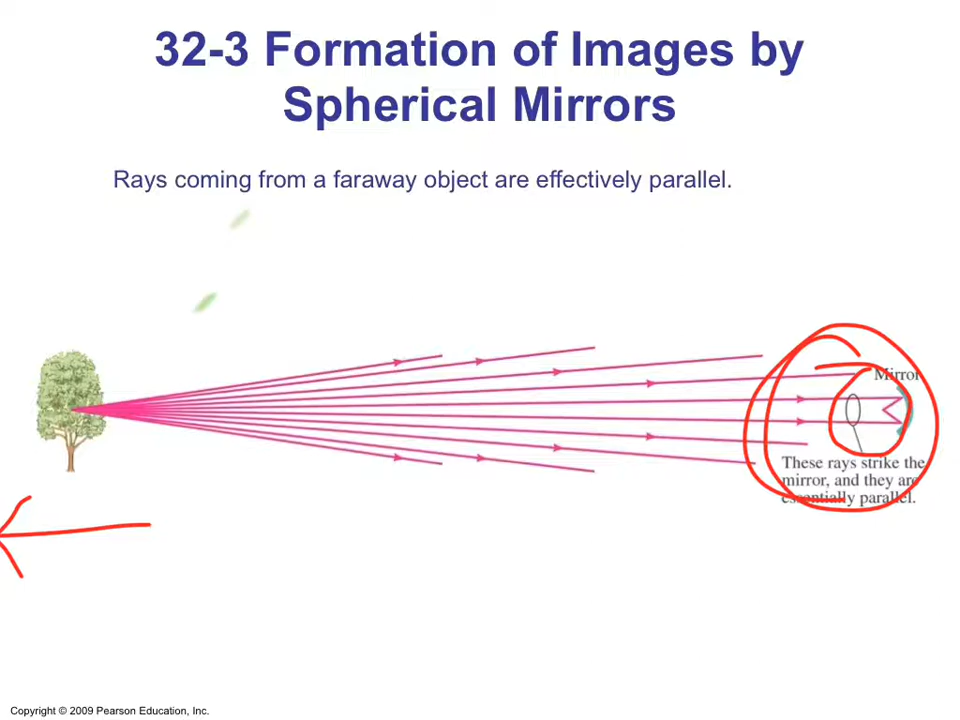 32-3 Formation of Images by
Spherical Mirrors
Rays coming from a faraway object are effectively parallel.
Mirror
These rays strike the
mirror, and they are
essentially parallel.
Copyright © 2009 Pearson Education, Inc.